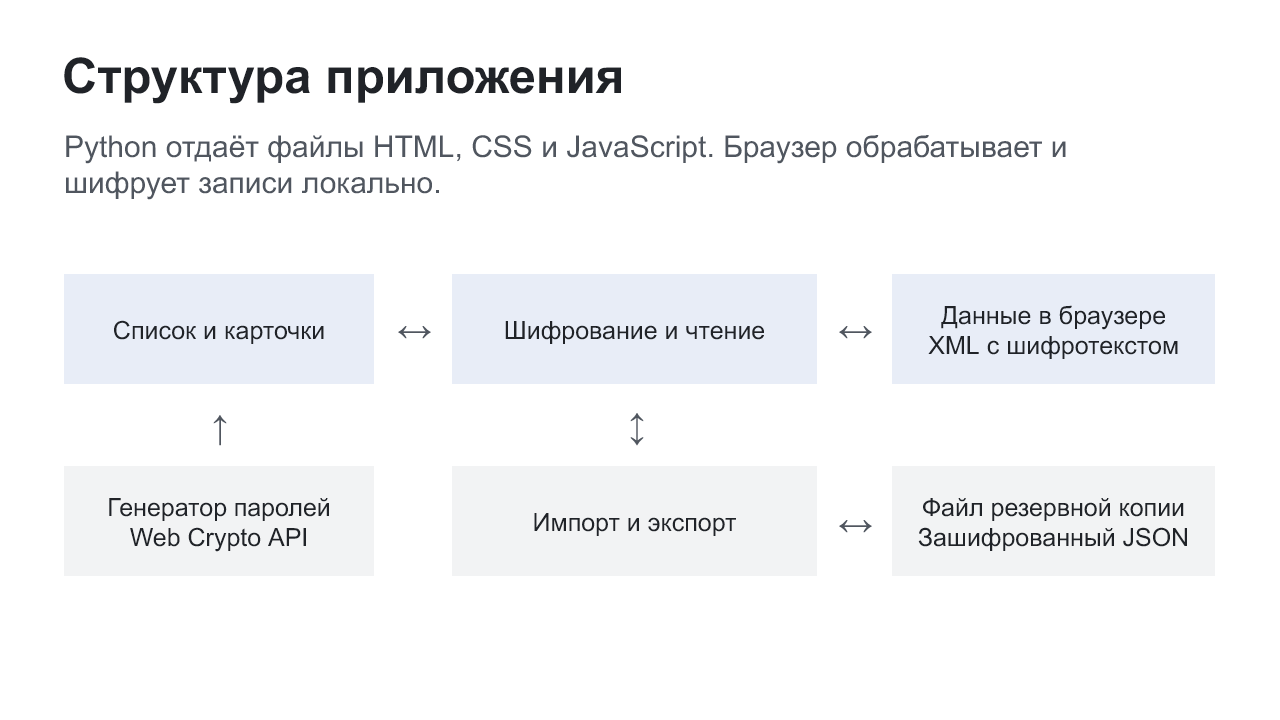 Структура приложения
Python отдаёт файлы HTML, CSS и JavaScript. Браузер обрабатывает и
шифрует записи локально.
Список и карточки
↔
Шифрование и чтение
↔
Данные в браузере
XML с шифротекстом
↑
↕
Генератор паролей
Web Crypto API
Импорт и экспорт
↔
Файл резервной копии
Зашифрованный JSON